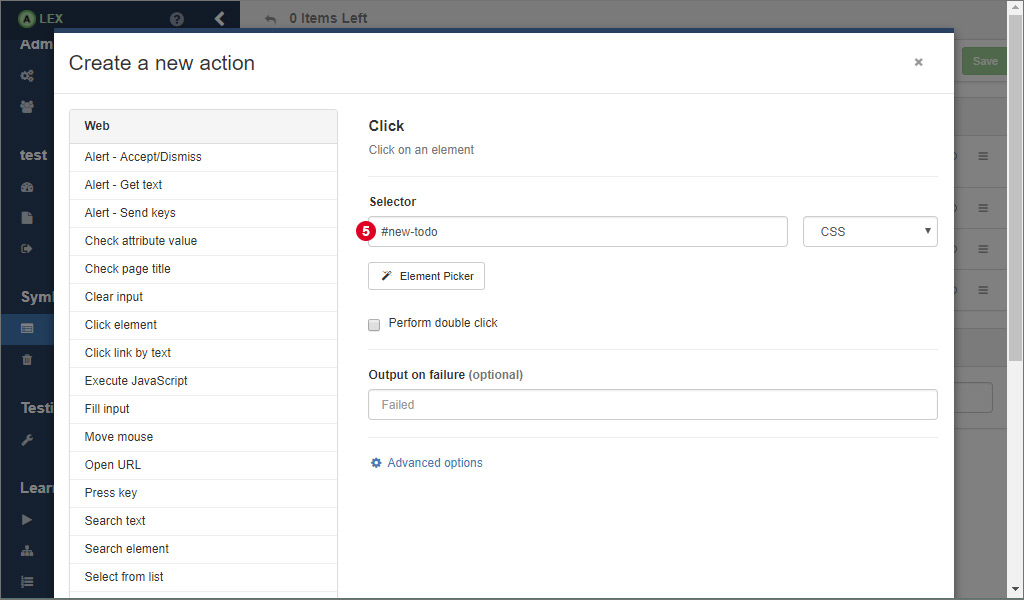 A LEX ?
0 Items Left
Adm
Create a new action
×
Save
Web
Alert - Accept/Dismiss
Alert - Get text
Alert - Send keys
Check attribute value
Check page title
Clear input
Click element
Click link by text
Execute JavaScript
Fill input
Move mouse
Open URL
Press key
Search text
Search element
Select from list
test
Symb
Testi
Learn
Click
Click on an element
Selector
5 #new-todo
CSS
Element Picker
Perform double click
Output on failure (optional)
Failed
Advanced options